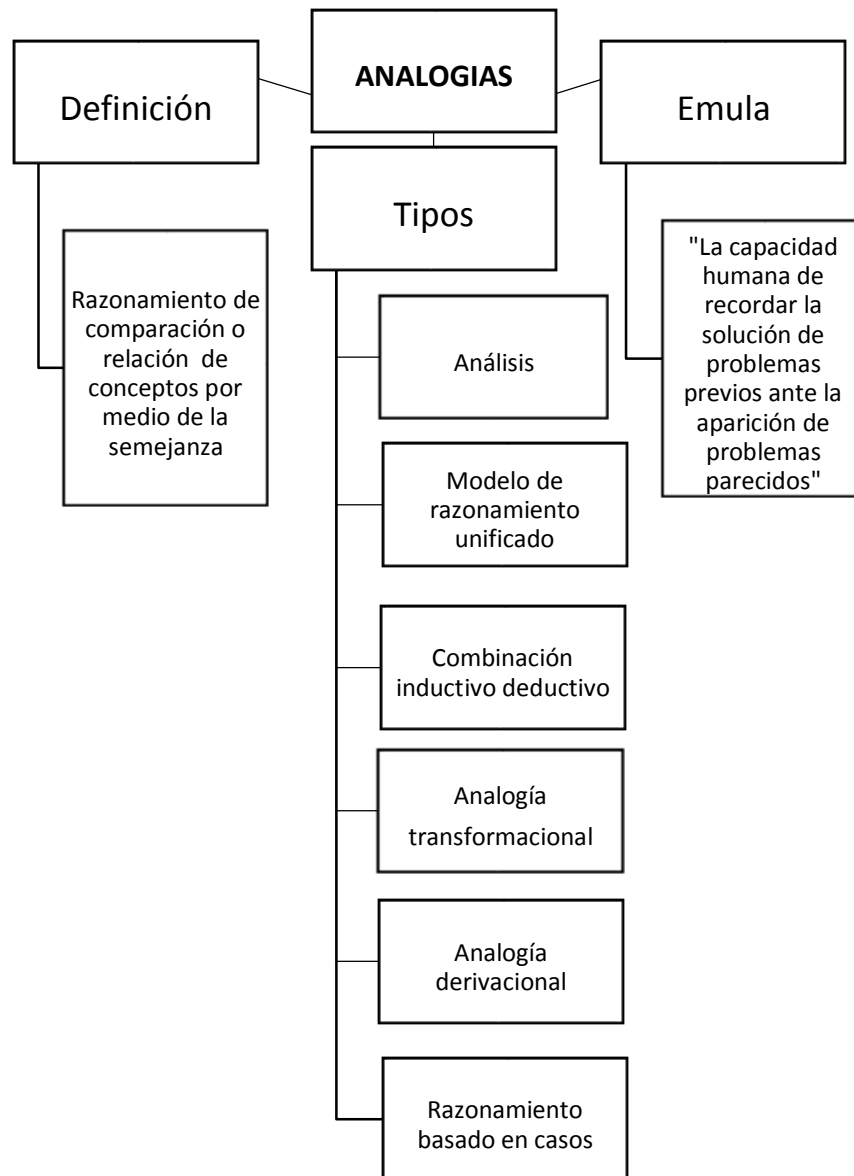 ANALOGIAS
Definición
Razonamiento de
comparación o
relación de
conceptos por
medio de la
semejanza
Tipos
Análisis
Modelo de
razonamiento
unificado
Combinación
inductivo deductivo
Analogía
transformacional
Analogía
derivacional
Razonamiento
basado en casos
Emula
"La capacidad
humana de
recordar la
solución de
problemas
previos ante la
aparición de
problemas
parecidos"